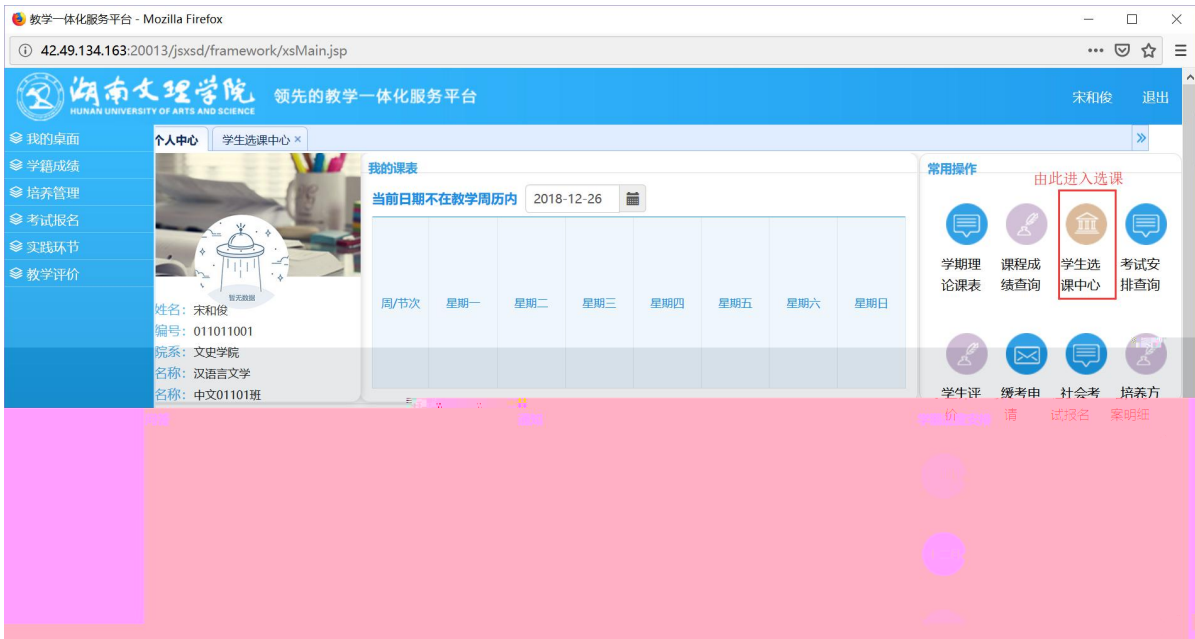 教学一体化服务平台 - Mozilla Firefox
42.49.134.163:20013/jsxsd/framework/xsMain.jsp
湖南文理学院
HUNAN UNIVERSITY OF ARTS AND SCIENCE
领先的教学一体化服务平台
宋和俊 退出
我的桌面
学籍成绩
培养管理
考试报名
实践环节
教学评价
个人中心 学生选课中心 ×
暂无数据
姓名：宋和俊
编号：011011001
院系：文史学院
名称：汉语言文学
名称：中文01101班
我的课表
当前日期不在教学周历内 2018-12-26
周/节次 星期一 星期二 星期三 星期四 星期五 星期六 星期日
常用操作
由此进入选课
学期理论课表
课程成绩查询
学生选课中心
考试安排查询
学生评价
缓考申请
社会考试报名
培养方案明细